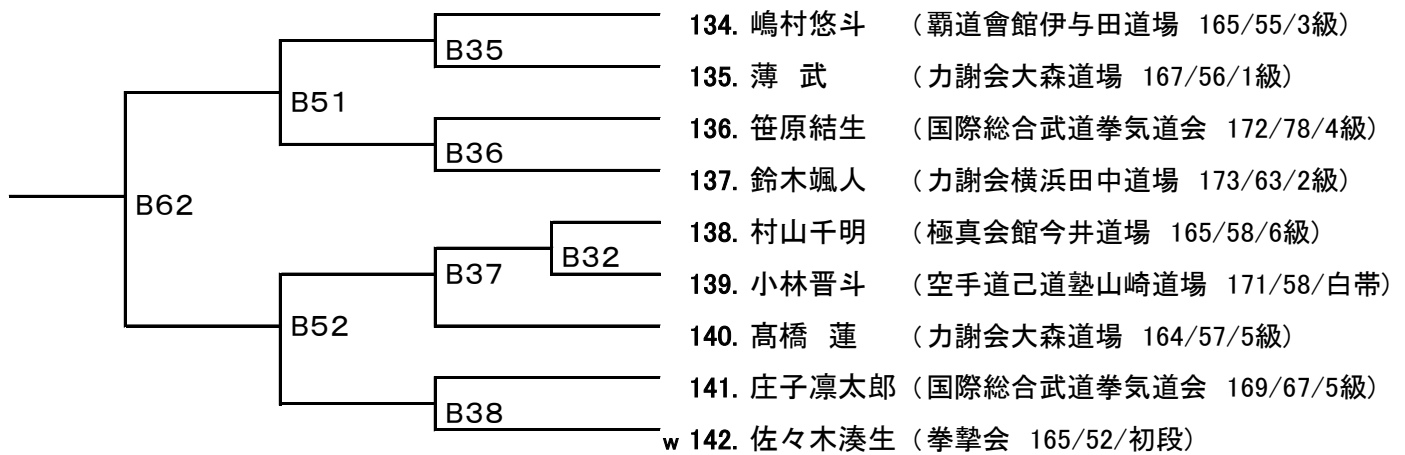 134. 嶋村悠斗 （覇道會館伊与田道場 165/55/3級）
B35
135. 薄 武 （力謝会大森道場 167/56/1級）
B51
136. 笹原結生 （国際総合武道拳気道会 172/78/4級）
B36
137. 鈴木颯人 （力謝会横浜田中道場 173/63/2級）
B62
138. 村山千明 （極真会館今井道場 165/58/6級）
B32
B37
139. 小林晋斗 （空手道己道塾山崎道場 171/58/白帯）
B52
140. 髙橋 蓮 （力謝会大森道場 164/57/5級）
141. 庄子凛太郎 （国際総合武道拳気道会 169/67/5級）
B38
w 142. 佐々木湊生 （拳摯会 165/52/初段）